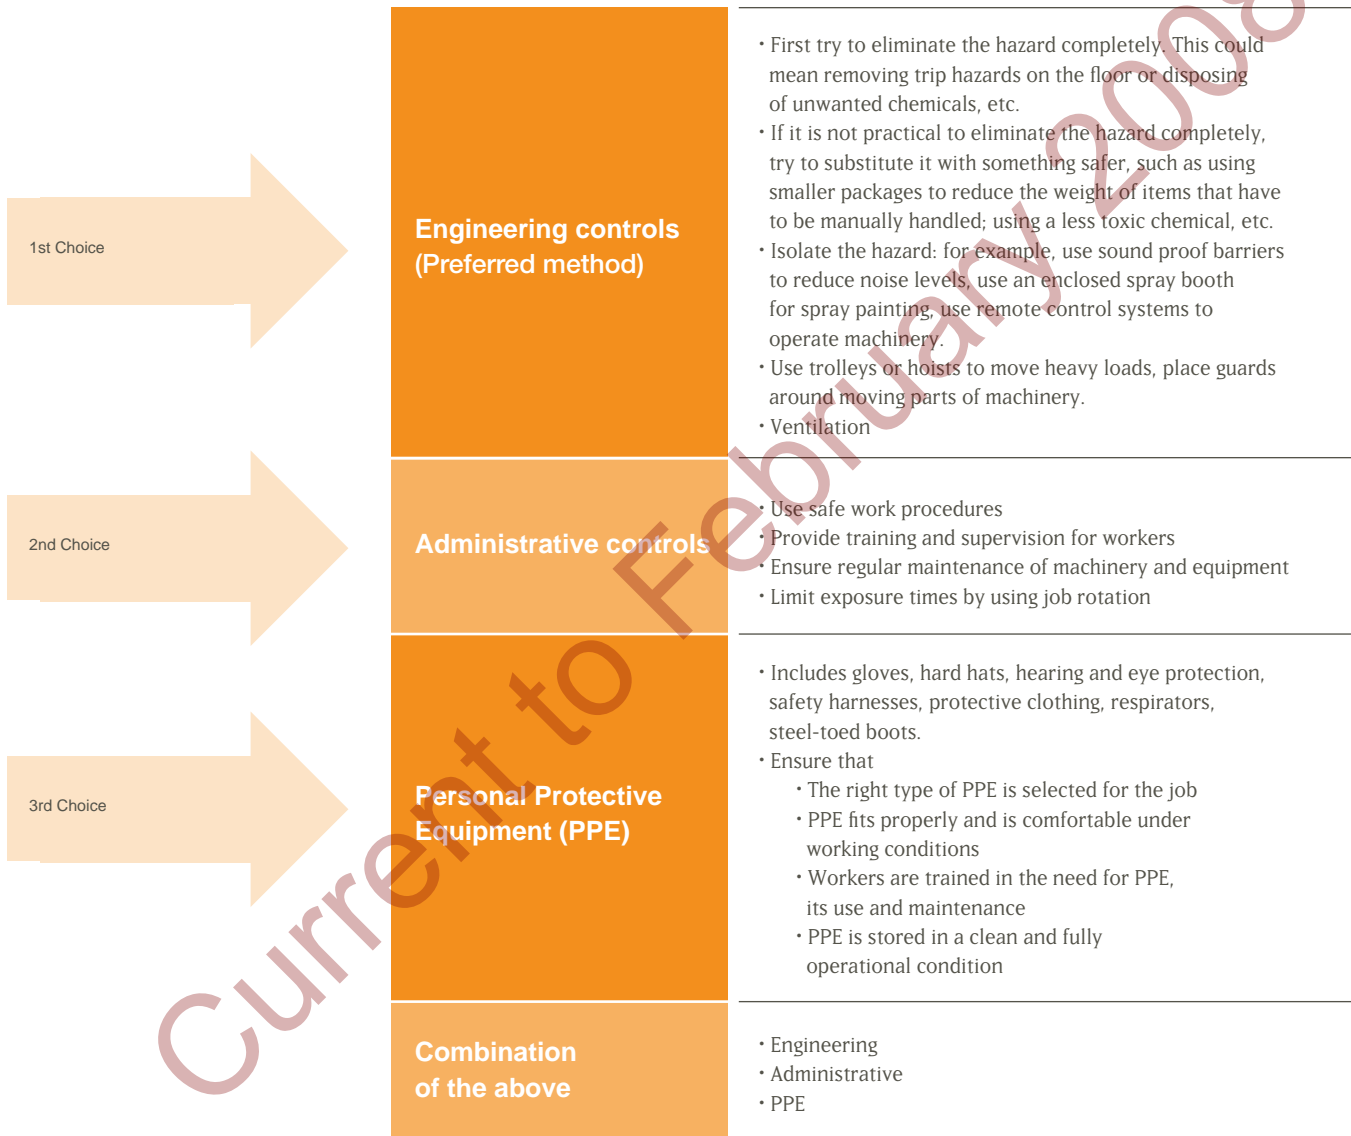 1st Choice
Engineering controls
(Preferred method)
· First try to eliminate the hazard completely. This could
mean removing trip hazards on the floor or disposing
of unwanted chemicals, etc.
· If it is not practical to eliminate the hazard completely,
try to substitute it with something safer, such as using
smaller packages to reduce the weight of items that have
to be manually handled; using a less toxic chemical, etc.
· Isolate the hazard: for example, use sound proof barriers
to reduce noise levels, use an enclosed spray booth
for spray painting, use remote control systems to
operate machinery.
· Use trolleys or hoists to move heavy loads, place guards
around moving parts of machinery.
· Ventilation
2nd Choice
Administrative controls
· Use safe work procedures
· Provide training and supervision for workers
· Ensure regular maintenance of machinery and equipment
· Limit exposure times by using job rotation
3rd Choice
Personal Protective
Equipment (PPE)
· Includes gloves, hard hats, hearing and eye protection,
safety harnesses, protective clothing, respirators,
steel-toed boots.
· Ensure that
· The right type of PPE is selected for the job
· PPE fits properly and is comfortable under
working conditions
· Workers are trained in the need for PPE,
its use and maintenance
· PPE is stored in a clean and fully
operational condition
Combination
of the above
· Engineering
· Administrative
· PPE
Current to February 2008